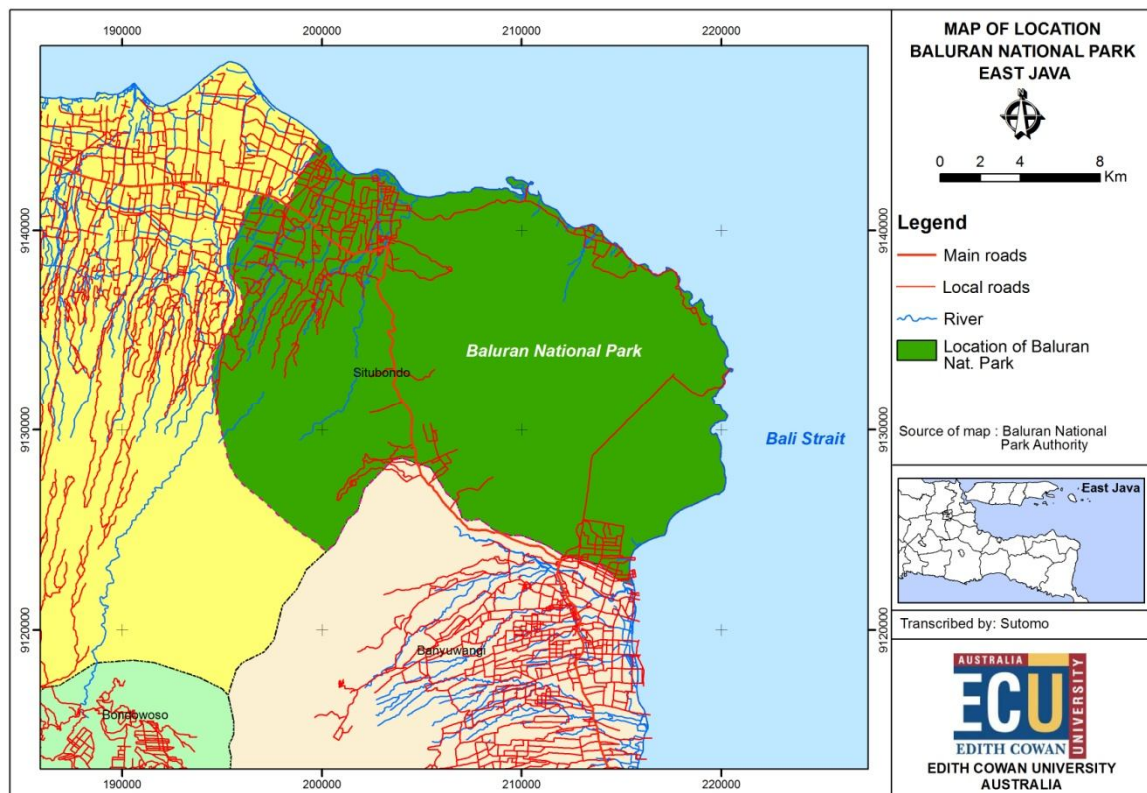 190000
200000
210000
220000
9140000
9130000
9120000
Baluran National Park
Situbondo
Bali Strait
Banyuwangi
Bondowoso
9140000
9130000
9120000
190000
200000
210000
220000
MAP OF LOCATION
BALURAN NATIONAL PARK
EAST JAVA
0 2 4 8
Km
Legend
Main roads
Local roads
River
Location of Baluran
Nat. Park
Source of map : Baluran National
Park Authority
East Java
Transcribed by: Sutomo
AUSTRALIA
ECU
UNIVERSITY
EDITH COWAN
EDITH COWAN UNIVERSITY
AUSTRALIA